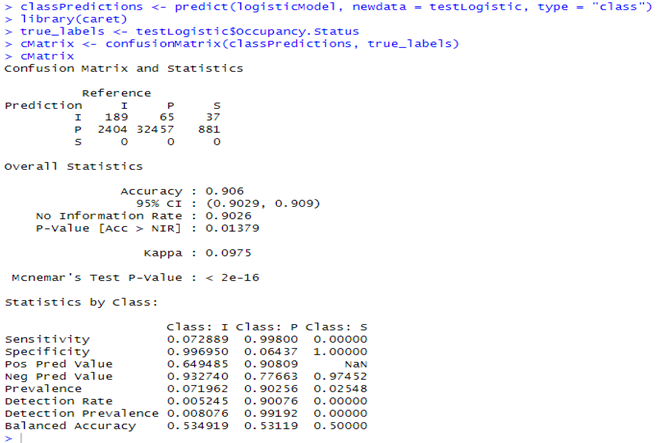 > classPredictions <- predict(logisticModel, newdata = testLogistic, type = "class")
> library(caret)
> true_labels <- testLogistic$Occupancy.Status
> cMatrix <- confusionMatrix(classPredictions, true_labels)
> cMatrix
Confusion Matrix and Statistics
Reference
Prediction I P S
I 189 65 37
P 2404 32457 881
S 0 0 0
Overall Statistics
Accuracy : 0.906
95% CI : (0.9029, 0.909)
No Information Rate : 0.9026
P-Value [Acc > NIR] : 0.01379
Kappa : 0.0975
Mcnemar's Test P-Value : < 2e-16
Statistics by Class:
Class: I Class: P Class: S
Sensitivity 0.072889 0.99800 0.00000
Specificity 0.996950 0.06437 1.00000
Pos Pred Value 0.649485 0.90809 NaN
Neg Pred Value 0.932740 0.77663 0.97452
Prevalence 0.071962 0.90256 0.02548
Detection Rate 0.005245 0.90076 0.00000
Detection Prevalence 0.008076 0.99192 0.00000
Balanced Accuracy 0.534919 0.53119 0.50000
>